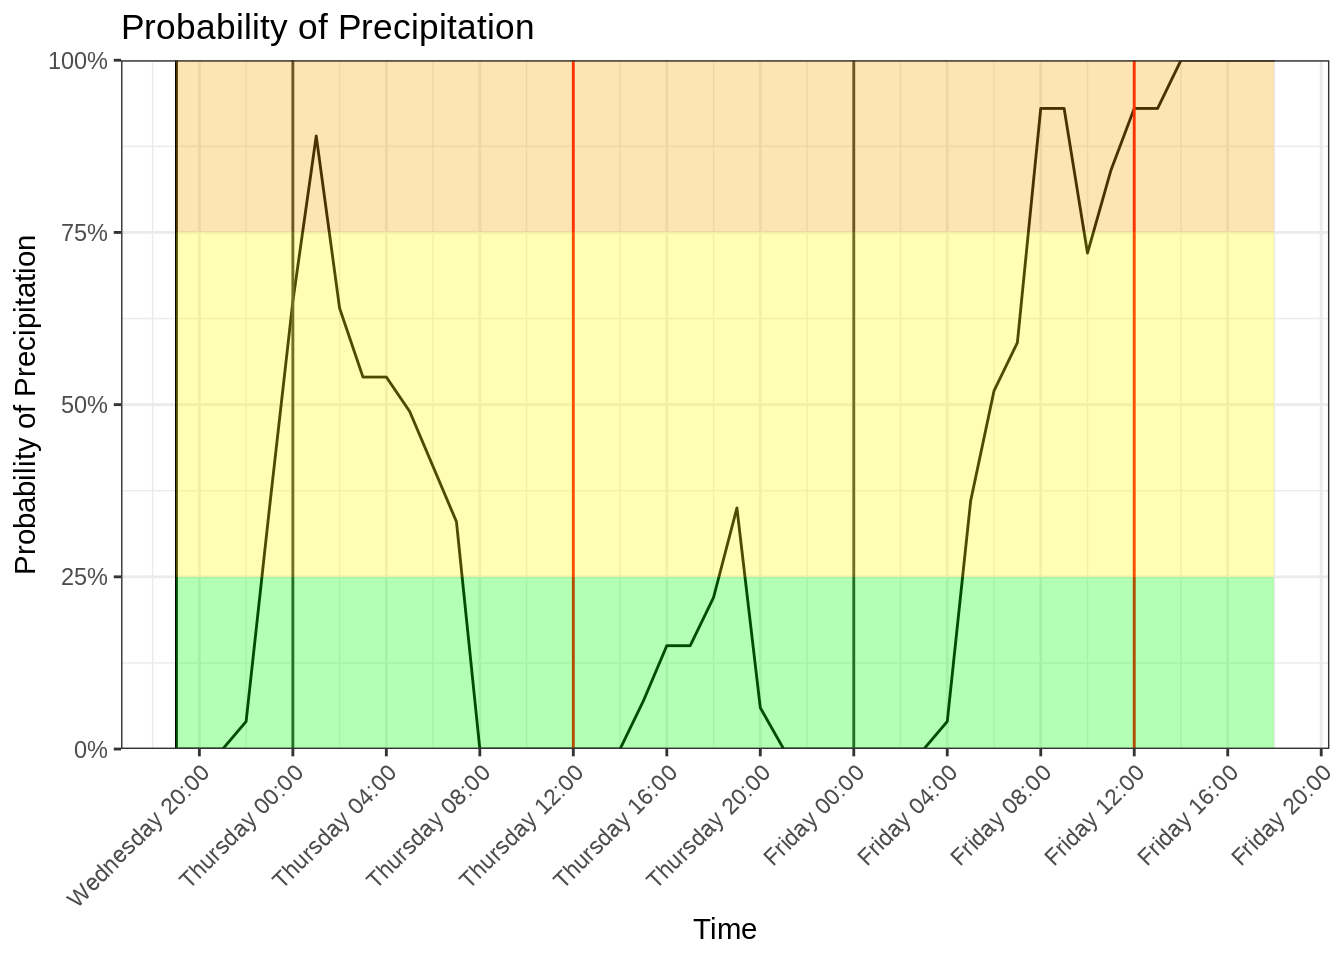 Probability of Precipitation
Probability of Precipitation
100%
75%
50%
25%
0%
Wednesday 20:00
Thursday 00:00
Thursday 04:00
Thursday 08:00
Thursday 12:00
Thursday 16:00
Thursday 20:00
Friday 00:00
Friday 04:00
Friday 08:00
Friday 12:00
Friday 16:00
Friday 20:00
Time